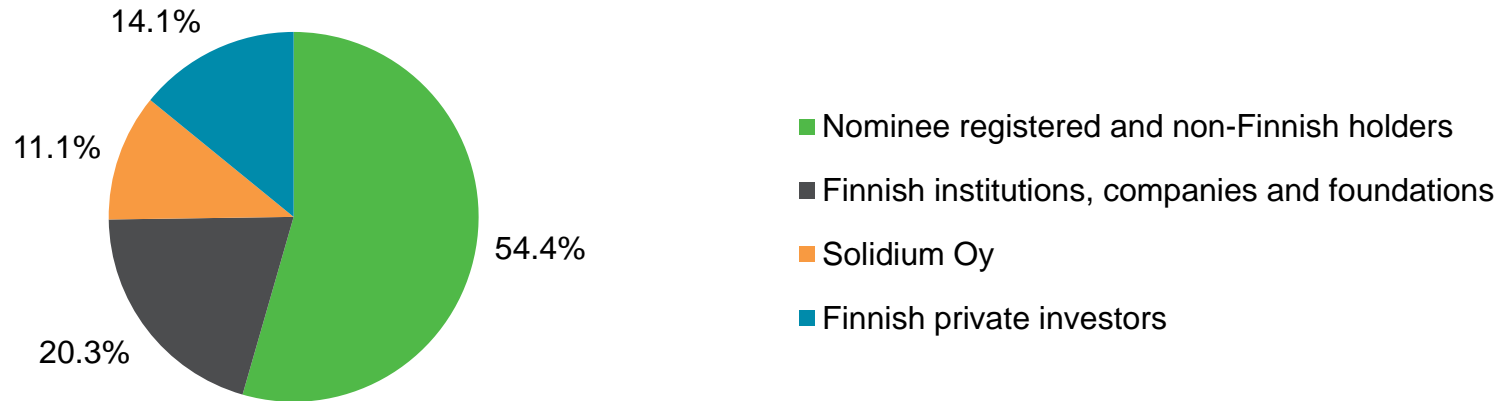 14.1%
11.1%
54.4%
20.3%
Nominee registered and non-Finnish holders
Finnish institutions, companies and foundations
Solidium Oy
Finnish private investors